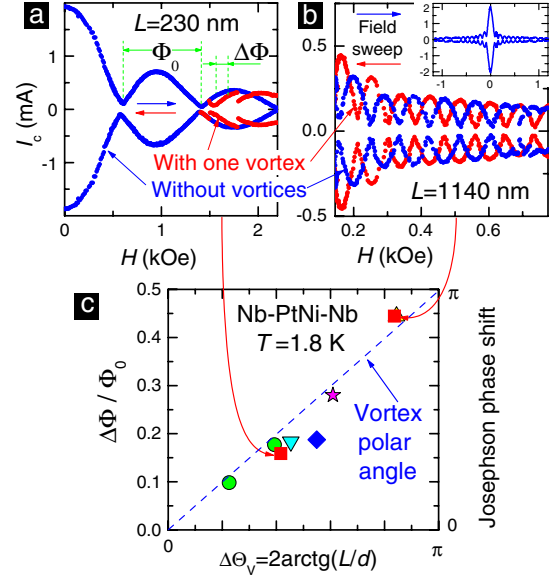 a
L=230 nm
Φ₀
ΔΦ
I_c (mA)
1
0
1
With one vortex
Without vortices
0
1
2
H (kOe)
b
Field
sweep
2
1
0
-1
-2
-1
0
1
0.5
0.0
-0.5
L=1140 nm
0.2
0.4
0.6
H (kOe)
c
Nb-PtNi-Nb
T =1.8 K
0.5
0.4
0.3
0.2
0.1
0.0
ΔΦ / Φ₀
Vortex
polar
angle
π
0
Josephson phase shift
0
π
ΔΘ_V=2arctg(L/d)